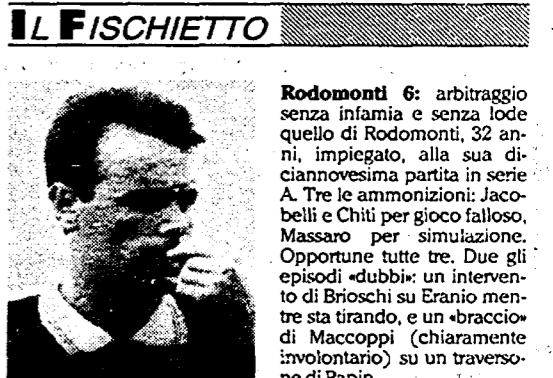 IL FISCHIETTO
Rodomonti 6: arbitraggio
senza infamia e senza lode
quello di Rodomonti, 32 an-
ni, impiegato, alla sua di-
ciannovesima partita in serie
A. Tre le ammonizioni: Jaco-
belli e Chiti per gioco falloso,
Massaro per simulazione.
Opportune tutte tre. Due gli
episodi «dubbi»: un interven-
to di Brioschi su Eranio men-
tre sta tirando, e un «braccio»
di Maccoppi (chiaramente
involontario) su un traverso-
ne di Papin